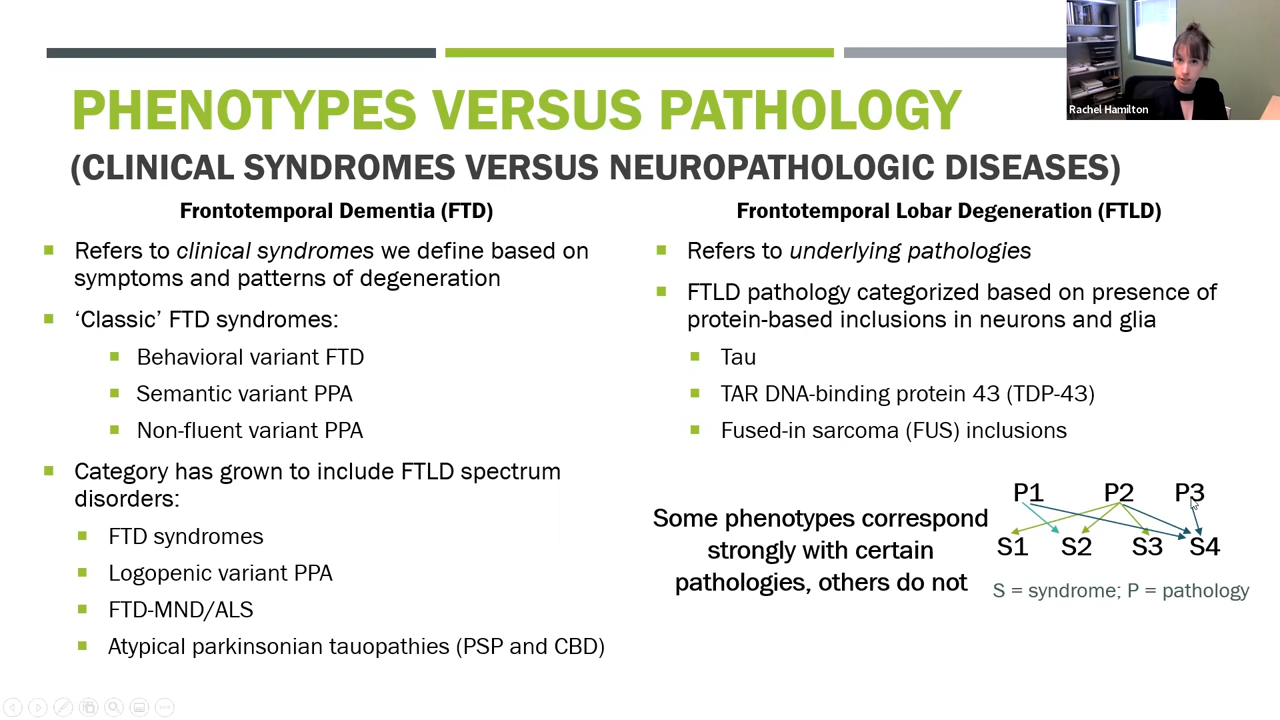 PHENOTYPES VERSUS PATHOLOGY
(CLINICAL SYNDROMES VERSUS NEUROPATHOLOGIC DISEASES)
Rachel Hamilton
Frontotemporal Dementia (FTD)
Refers to clinical syndromes we define based on
symptoms and patterns of degeneration
‘Classic’ FTD syndromes:
Behavioral variant FTD
Semantic variant PPA
Non-fluent variant PPA
Category has grown to include FTLD spectrum
disorders:
FTD syndromes
Logopenic variant PPA
FTD-MND/ALS
Atypical parkinsonian tauopathies (PSP and CBD)
Frontotemporal Lobar Degeneration (FTLD)
Refers to underlying pathologies
FTLD pathology categorized based on presence of
protein-based inclusions in neurons and glia
Tau
TAR DNA-binding protein 43 (TDP-43)
Fused-in sarcoma (FUS) inclusions
Some phenotypes correspond
strongly with certain
pathologies, others do not
P1 P2 P3
S1 S2 S3 S4
S = syndrome; P = pathology